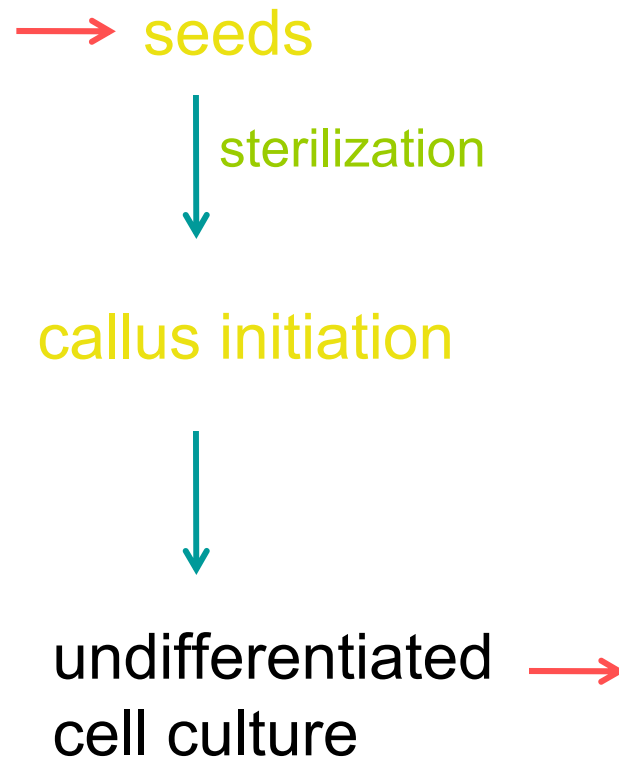 seeds
sterilization
callus initiation
undifferentiated
cell culture